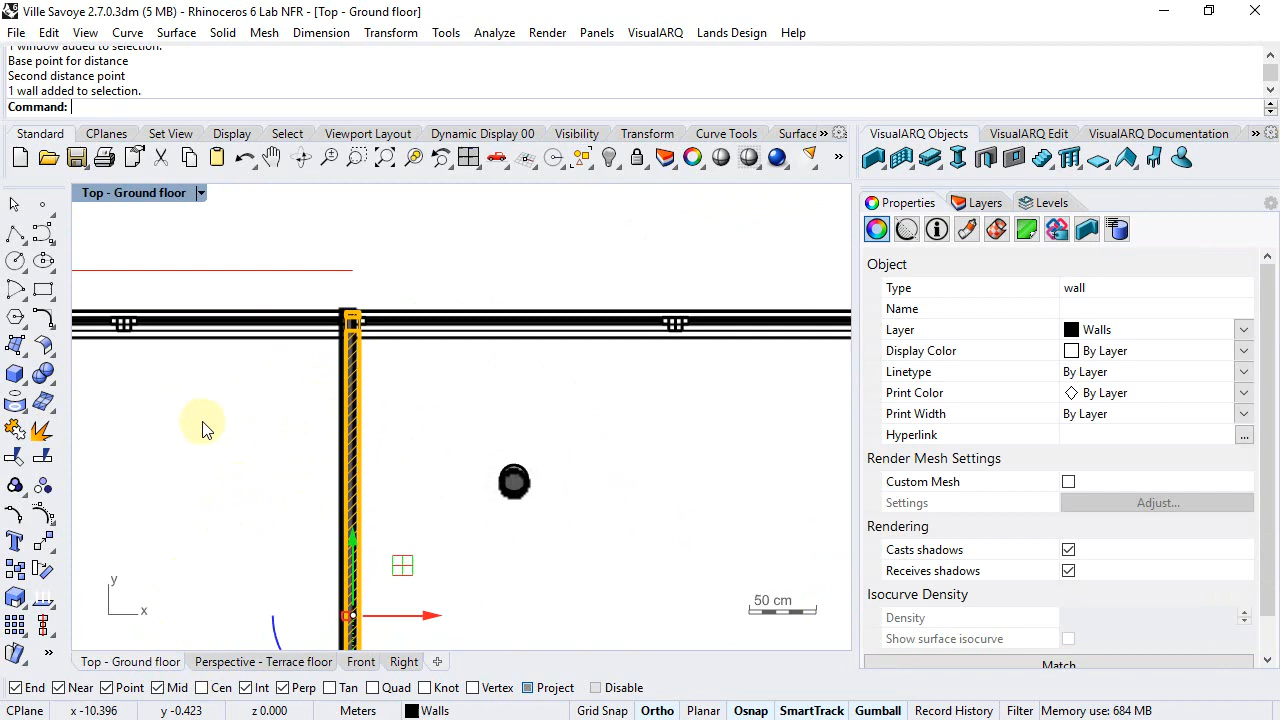 Ville Savoye 2.7.0.3dm (5 MB) - Rhinoceros 6 Lab NFR - [Top - Ground floor]
File Edit View Curve Surface Solid Mesh Dimension Transform Tools Analyze Render Panels VisualARQ Lands Design Help
1 window added to selection.
Base point for distance
Second distance point
1 wall added to selection.
Command:
Standard CPlanes Set View Display Select Viewport Layout Dynamic Display 00 Visibility Transform Curve Tools Surface » VisualARQ Objects VisualARQ Edit VisualARQ Documentation »
Top - Ground floor
Properties Layers Levels
Object
Type wall
Name
Layer Walls
Display Color By Layer
Linetype By Layer
Print Color By Layer
Print Width By Layer
Hyperlink ...
Render Mesh Settings
Custom Mesh
Settings Adjust...
Rendering
Casts shadows
Receives shadows
Isocurve Density
Density
Show surface isocurve
Match
y
x
50 cm
Top - Ground floor Perspective - Terrace floor Front Right
End Near Point Mid Cen Int Perp Tan Quad Knot Vertex Project Disable
CPlane x -10.396 y -0.423 z 0.000 Meters Walls Grid Snap Ortho Planar Osnap SmartTrack Gumball Record History Filter Memory use: 684 MB